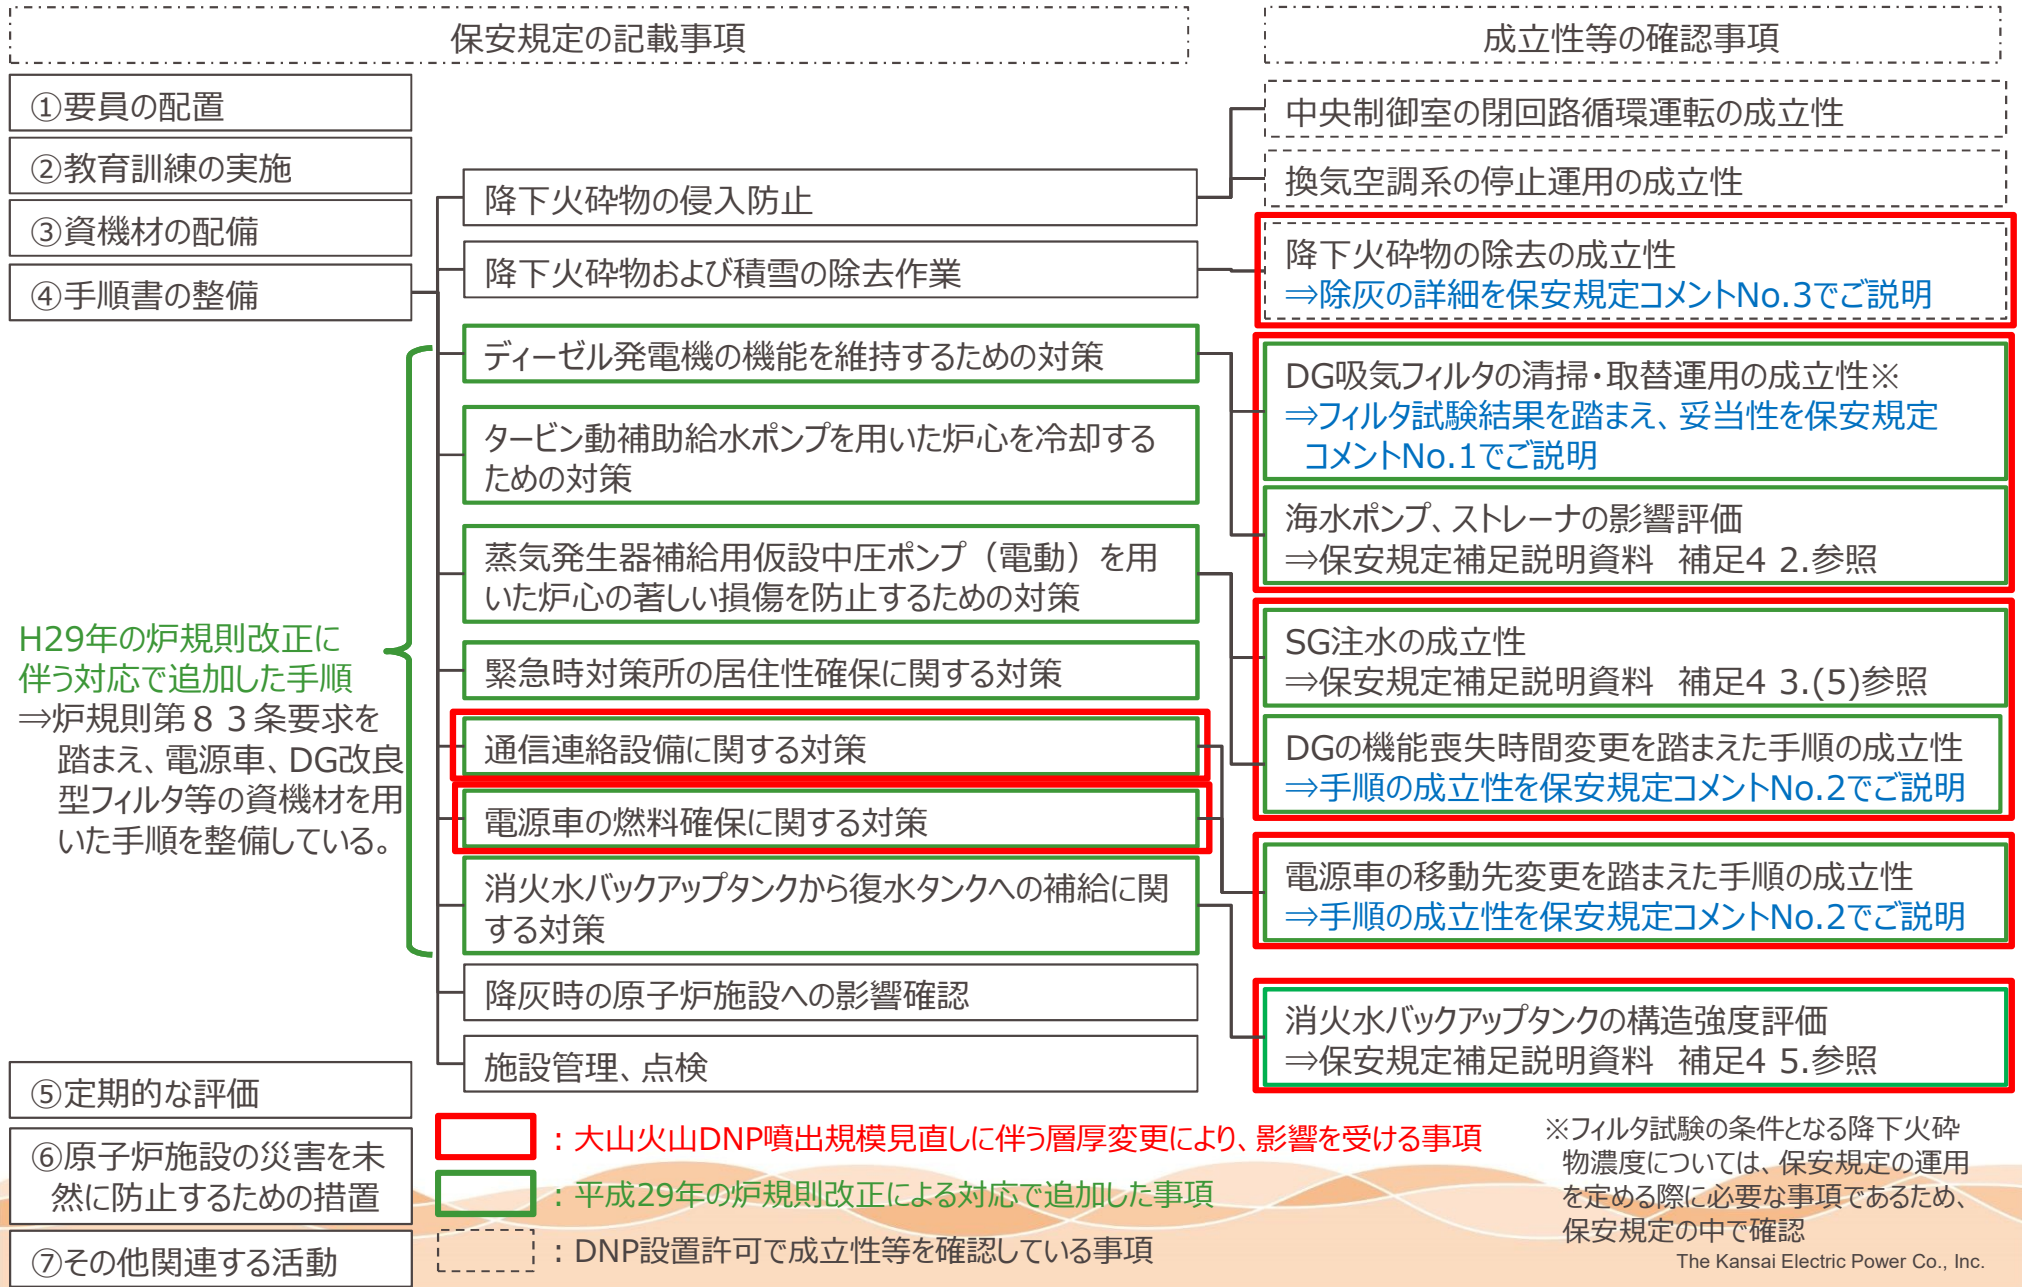 保安規定の記載事項
成立性等の確認事項
①要員の配置
②教育訓練の実施
③資機材の配備
④手順書の整備
降下火砕物の侵入防止
降下火砕物および積雪の除去作業
ディーゼル発電機の機能を維持するための対策
タービン動補助給水ポンプを用いた炉心を冷却する
ための対策
蒸気発生器補給用仮設中圧ポンプ（電動）を用
いた炉心の著しい損傷を防止するための対策
緊急時対策所の居住性確保に関する対策
通信連絡設備に関する対策
電源車の燃料確保に関する対策
消火水バックアップタンクから復水タンクへの補給に関
する対策
降灰時の原子炉施設への影響確認
施設管理、点検
中央制御室の閉回路循環運転の成立性
換気空調系の停止運用の成立性
降下火砕物の除去の成立性
⇒除灰の詳細を保安規定コメントNo.3でご説明
DG吸気フィルタの清掃・取替運用の成立性※
⇒フィルタ試験結果を踏まえ、妥当性を保安規定
コメントNo.1でご説明
海水ポンプ、ストレーナの影響評価
⇒保安規定補足説明資料　補足4 2.参照
SG注水の成立性
⇒保安規定補足説明資料　補足4 3.(5)参照
DGの機能喪失時間変更を踏まえた手順の成立性
⇒手順の成立性を保安規定コメントNo.2でご説明
電源車の移動先変更を踏まえた手順の成立性
⇒手順の成立性を保安規定コメントNo.2でご説明
消火水バックアップタンクの構造強度評価
⇒保安規定補足説明資料　補足4 5.参照
H29年の炉規則改正に
伴う対応で追加した手順
⇒炉規則第８３条要求を
踏まえ、電源車、DG改良
型フィルタ等の資機材を用
いた手順を整備している。
⑤定期的な評価
⑥原子炉施設の災害を未
然に防止するための措置
⑦その他関連する活動
：大山火山DNP噴出規模見直しに伴う層厚変更により、影響を受ける事項
：平成29年の炉規則改正による対応で追加した事項
：DNP設置許可で成立性等を確認している事項
※フィルタ試験の条件となる降下火砕
物濃度については、保安規定の運用
を定める際に必要な事項であるため、
保安規定の中で確認
The Kansai Electric Power Co., Inc.